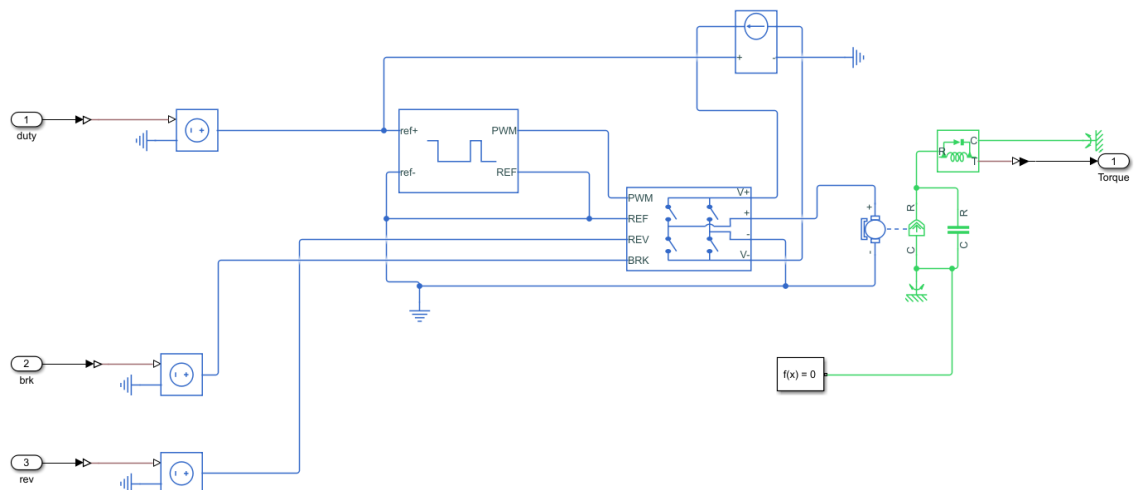 + -
1
duty
- +
ref+
PWM
ref-
REF
PWM
REF
REV
BRK
V+
+
-
V-
+
-
R
C
T
1
Torque
R
R
C
C
2
brk
- +
f(x) = 0
3
rev
- +